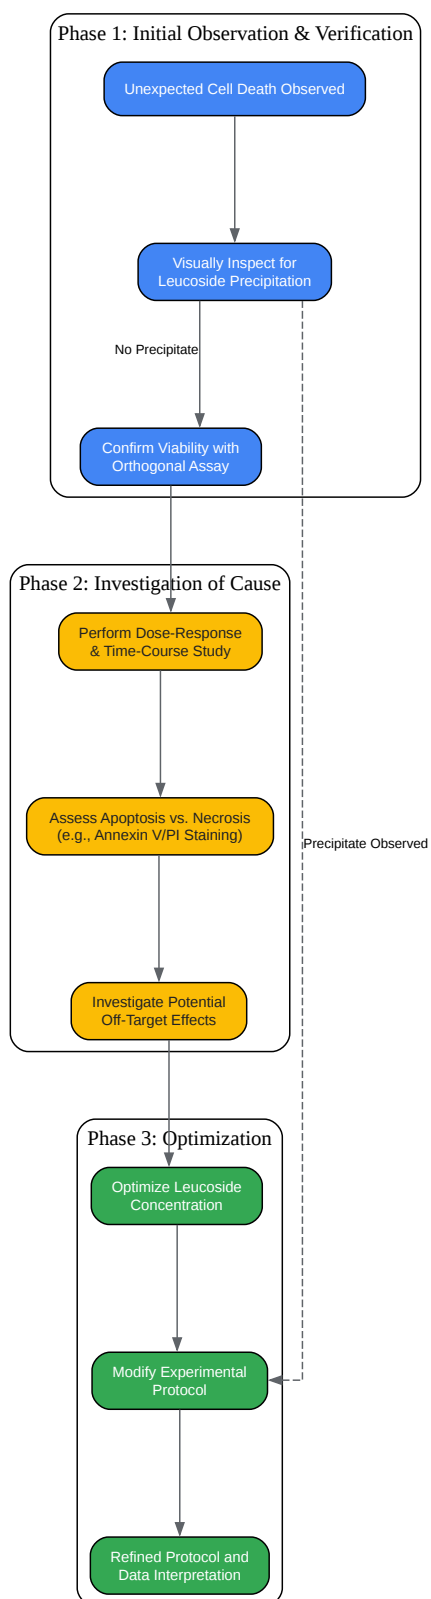 Phase 1: Initial Observation & Verification
Unexpected Cell Death Observed
Visually Inspect for
Leucoside Precipitation
No Precipitate
Confirm Viability with
Orthogonal Assay
Phase 2: Investigation of Cause
Perform Dose-Response
& Time-Course Study
Assess Apoptosis vs. Necrosis
(e.g., Annexin V/PI Staining)
Precipitate Observed
Investigate Potential
Off-Target Effects
Phase 3: Optimization
Optimize Leucoside
Concentration
Modify Experimental
Protocol
Refined Protocol and
Data Interpretation